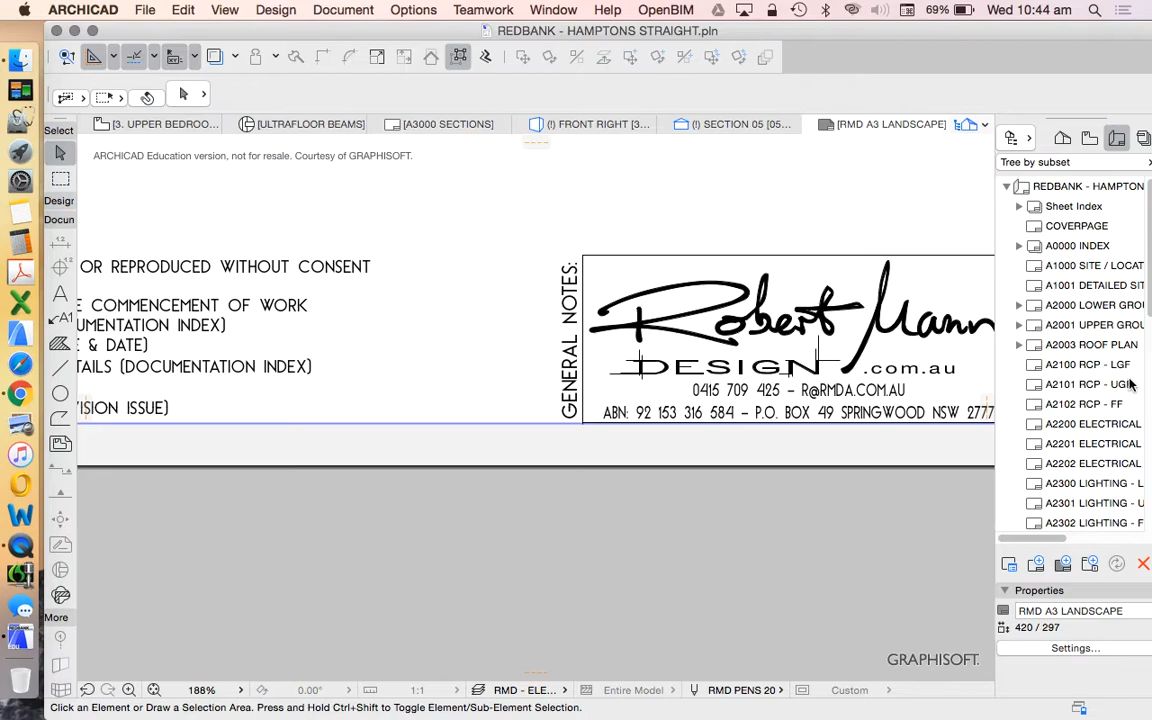 ARCHICAD File Edit View Design Document Options Teamwork Window Help OpenBIM 69% Wed 10:44 am
REDBANK - HAMPTONS STRAIGHT.pln
Select
[3. UPPER BEDROO... [ULTRAFLOOR BEAMS] [A3000 SECTIONS] (!) FRONT RIGHT [3... (!) SECTION 05 [05... [RMD A3 LANDSCAPE]
ARCHICAD Education version, not for resale. Courtesy of GRAPHISOFT.
Tree by subset
REDBANK - HAMPTON
Design
Sheet Index
Docun
COVERPAGE
A0000 INDEX
OR REPRODUCED WITHOUT CONSENT
A1000 SITE / LOCAT
A1001 DETAILED SIT
E COMMENCEMENT OF WORK
A2000 LOWER GROU
UMENTATION INDEX)
A2001 UPPER GROU
E & DATE)
A2003 ROOF PLAN
TAILS (DOCUMENTATION INDEX)
A2100 RCP - LGF
A2101 RCP - UG
VISION ISSUE)
A2102 RCP - FF
A2200 ELECTRICAL
A2201 ELECTRICAL
A2202 ELECTRICAL
A2300 LIGHTING - L
A2301 LIGHTING - U
A2302 LIGHTING - F
GENERAL NOTES:
Robert Mann
DESIGN .com.au
0415 709 425 - R@RMDA.COM.AU
ABN: 92 153 316 584 - P.O. BOX 49 SPRINGWOOD NSW 2777
1.2
A
A1
More
Properties
RMD A3 LANDSCAPE
420 / 297
Settings...
GRAPHISOFT.
188% 0.00° 1:1 RMD - ELE... Entire Model RMD PENS 20 Custom
Click an Element or Draw a Selection Area. Press and Hold Ctrl+Shift to Toggle Element/Sub-Element Selection.